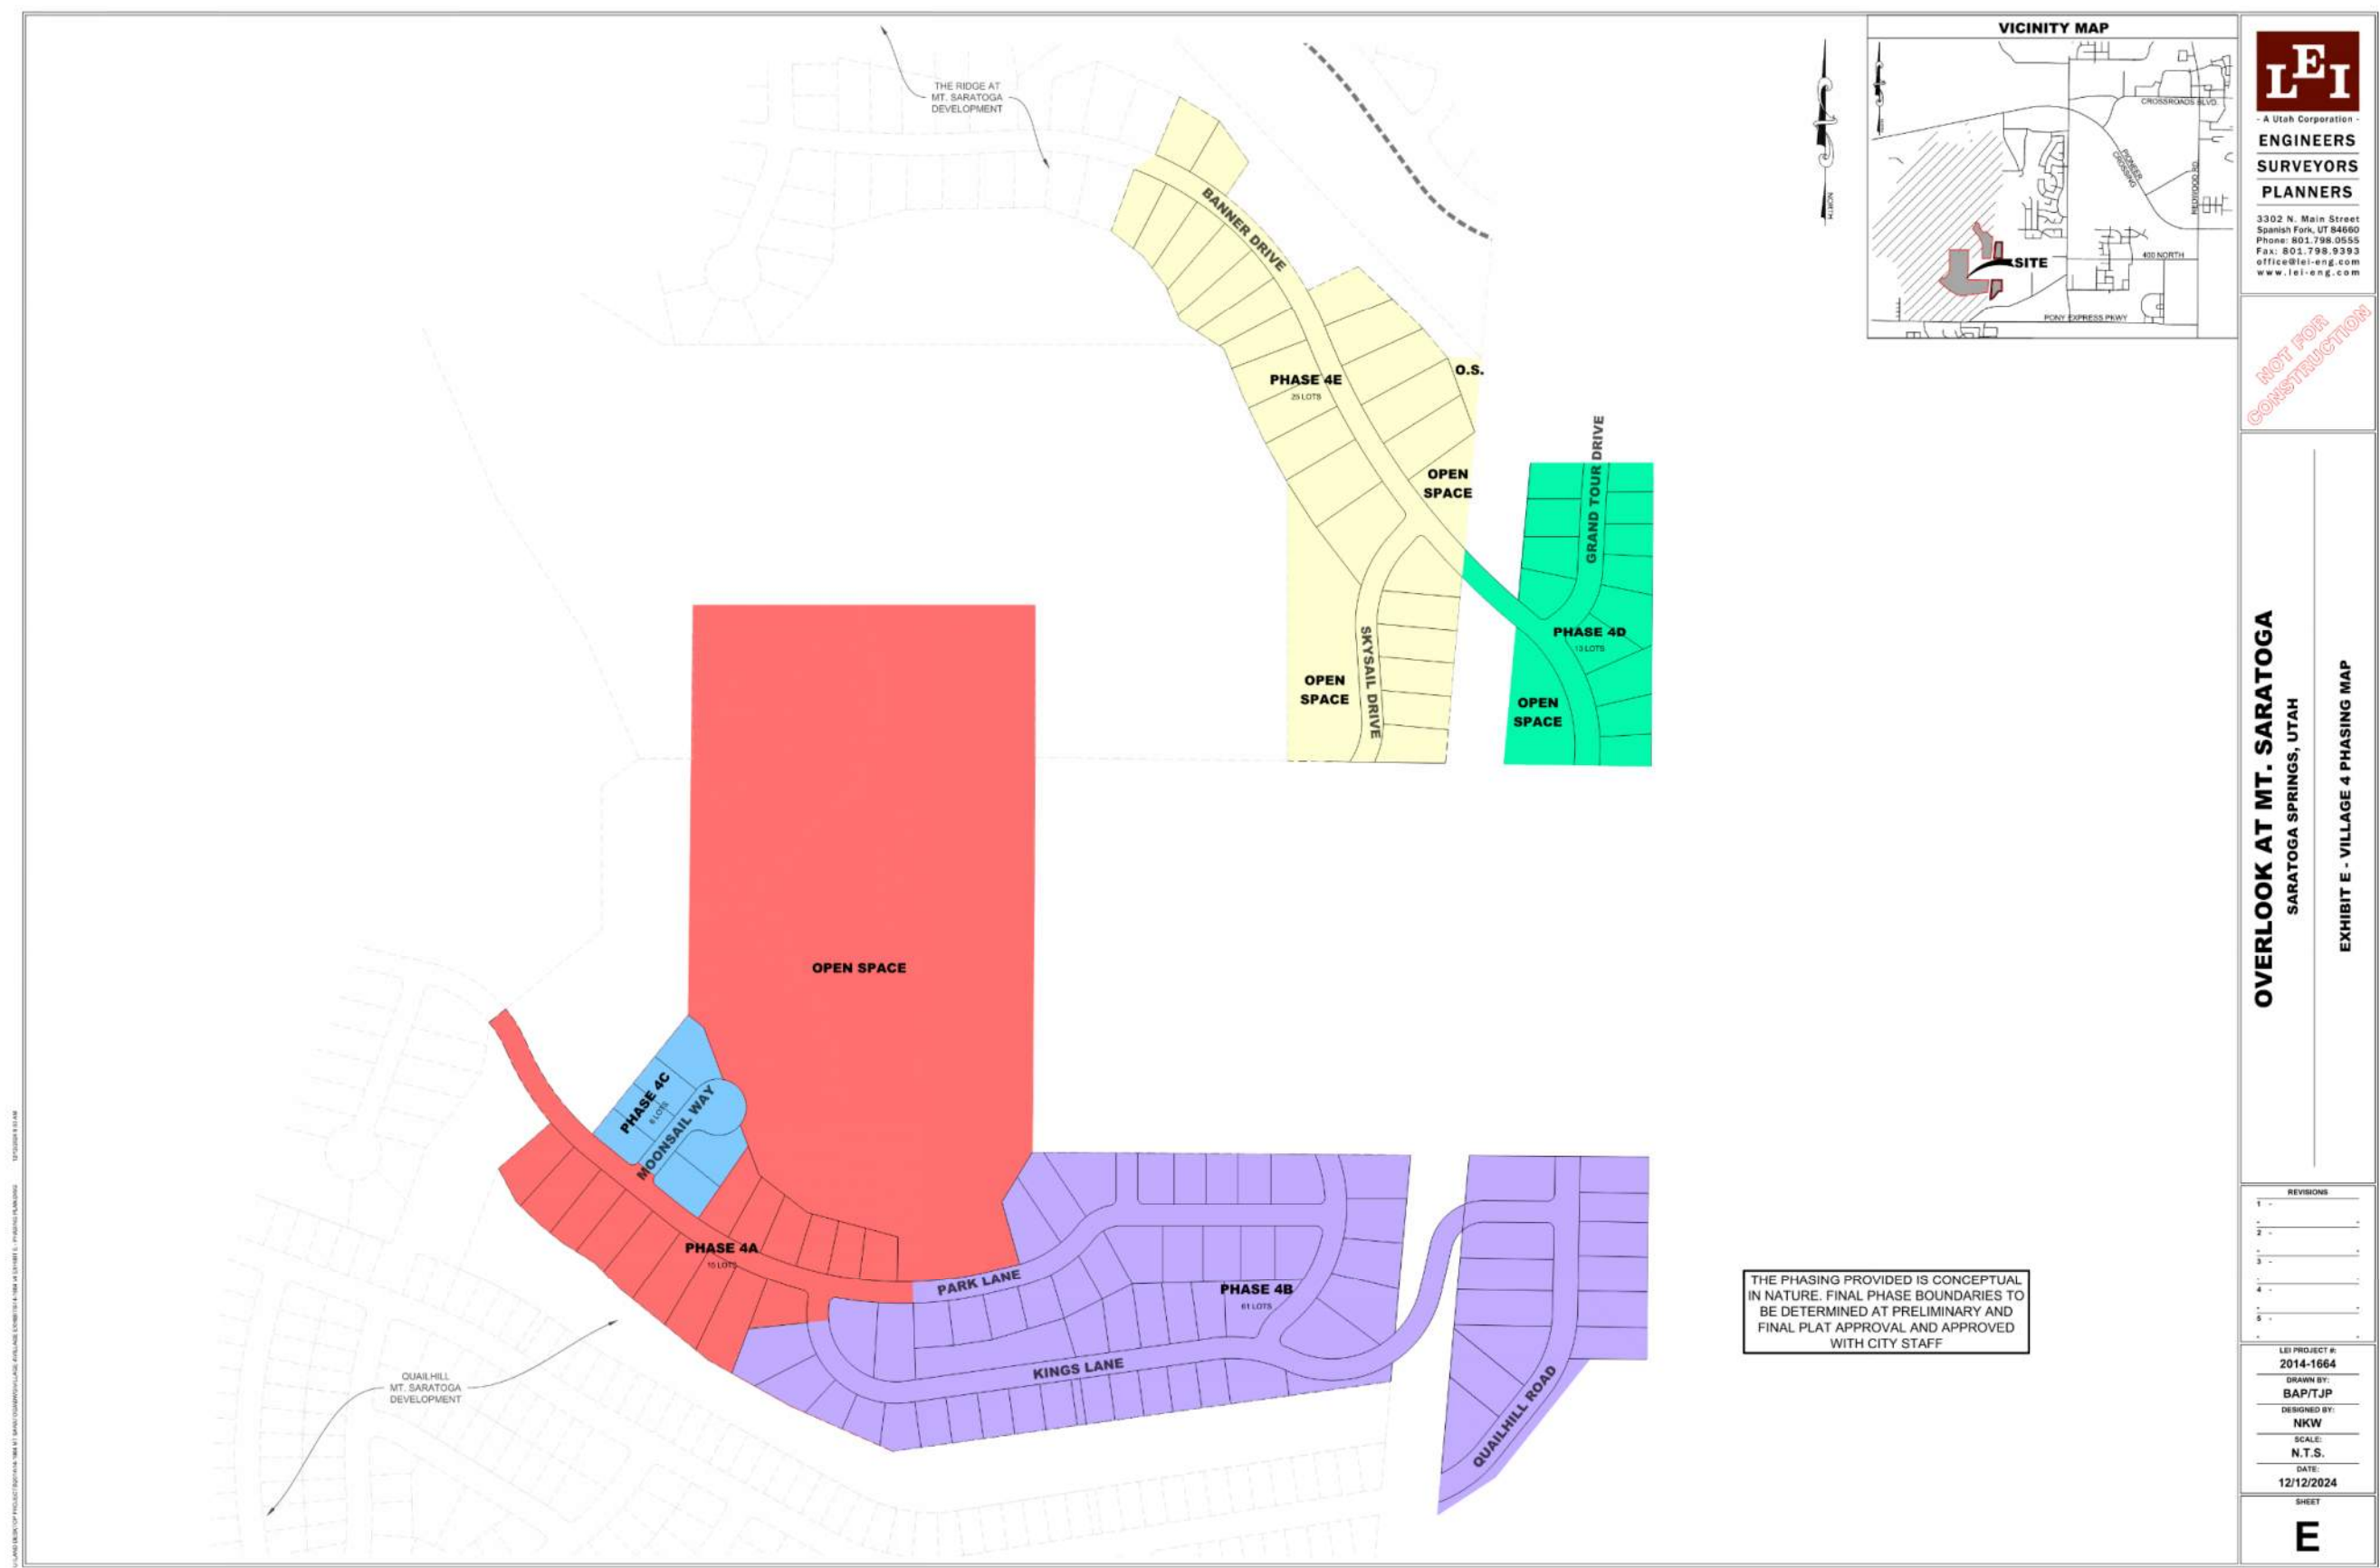 THE RIDGE AT
MT. SARATOGA
DEVELOPMENT
BANNER DRIVE
PHASE 4E
O.S.
OPEN
SPACE
GRAND TOUR DRIVE
PHASE 4D
13 LOTS
SKYSAIL DRIVE
OPEN
SPACE
OPEN
SPACE
OPEN SPACE
PHASE 4C
6 LOTS
MOONSAIL WAY
PHASE 4A
PARK LANE
PHASE 4B
61 LOTS
KINGS LANE
QUAILHILL ROAD
QUAILHILL
MT. SARATOGA
DEVELOPMENT
NORTH
THE PHASING PROVIDED IS CONCEPTUAL
IN NATURE. FINAL PHASE BOUNDARIES TO
BE DETERMINED AT PRELIMINARY AND
FINAL PLAT APPROVAL AND APPROVED
WITH CITY STAFF
VICINITY MAP
CROSSROADS BLVD.
PIONEER
CROSSING
REDWOOD RD.
SITE
400 NORTH
PONY EXPRESS PKWY
LEI
- A Utah Corporation -
ENGINEERS
SURVEYORS
PLANNERS
3302 N. Main Street
Spanish Fork, UT 84660
Phone: 801.798.0555
Fax: 801.798.9393
office@lei-eng.com
www.lei-eng.com
NOT FOR
CONSTRUCTION
OVERLOOK AT MT. SARATOGA
SARATOGA SPRINGS, UTAH
EXHIBIT E - VILLAGE 4 PHASING MAP
REVISIONS
1 -
2 -
3 -
4 -
5 -
LEI PROJECT #:
2014-1664
DRAWN BY:
BAP/TJP
DESIGNED BY:
NKW
SCALE:
N.T.S.
DATE:
12/12/2024
SHEET
E